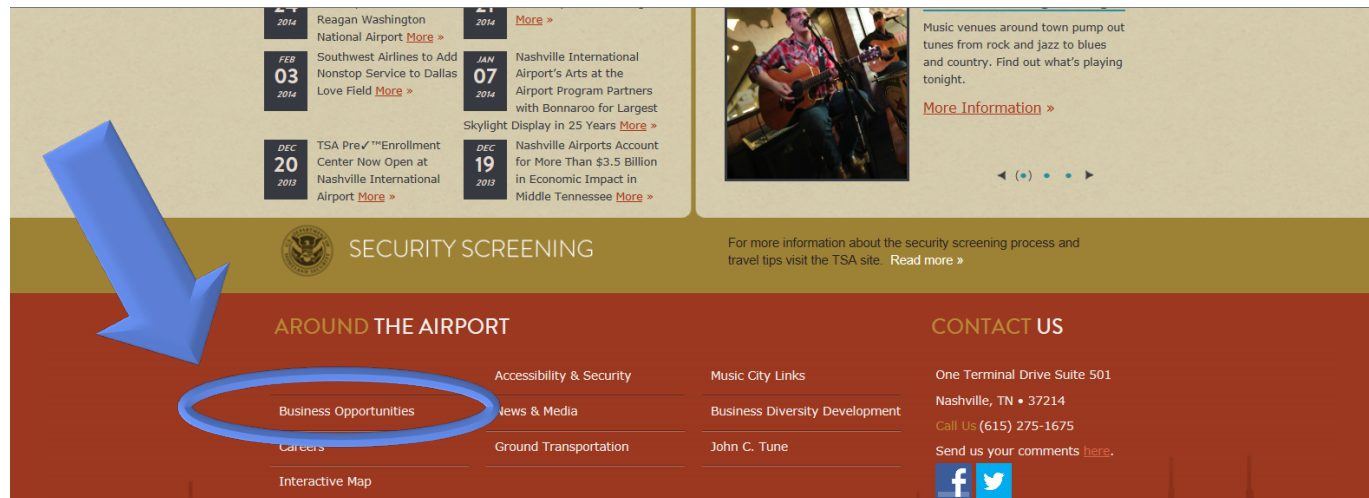 24
2014
Reagan Washington
National Airport More »
FEB
03
2014
Southwest Airlines to Add
Nonstop Service to Dallas
Love Field More »
DEC
20
2013
TSA Pre✓™Enrollment
Center Now Open at
Nashville International
Airport More »
2014
More »
JAN
07
2014
Nashville International
Airport's Arts at the
Airport Program Partners
with Bonnaroo for Largest
Skylight Display in 25 Years More »
DEC
19
2013
Nashville Airports Account
for More Than $3.5 Billion
in Economic Impact in
Middle Tennessee More »
Music venues around town pump out
tunes from rock and jazz to blues
and country. Find out what's playing
tonight.
More Information »
SECURITY SCREENING
For more information about the security screening process and
travel tips visit the TSA site. Read more »
AROUND THE AIRPORT
Business Opportunities
Careers
Interactive Map
Accessibility & Security
News & Media
Ground Transportation
Music City Links
Business Diversity Development
John C. Tune
CONTACT US
One Terminal Drive Suite 501
Nashville, TN • 37214
Call Us (615) 275-1675
Send us your comments here.